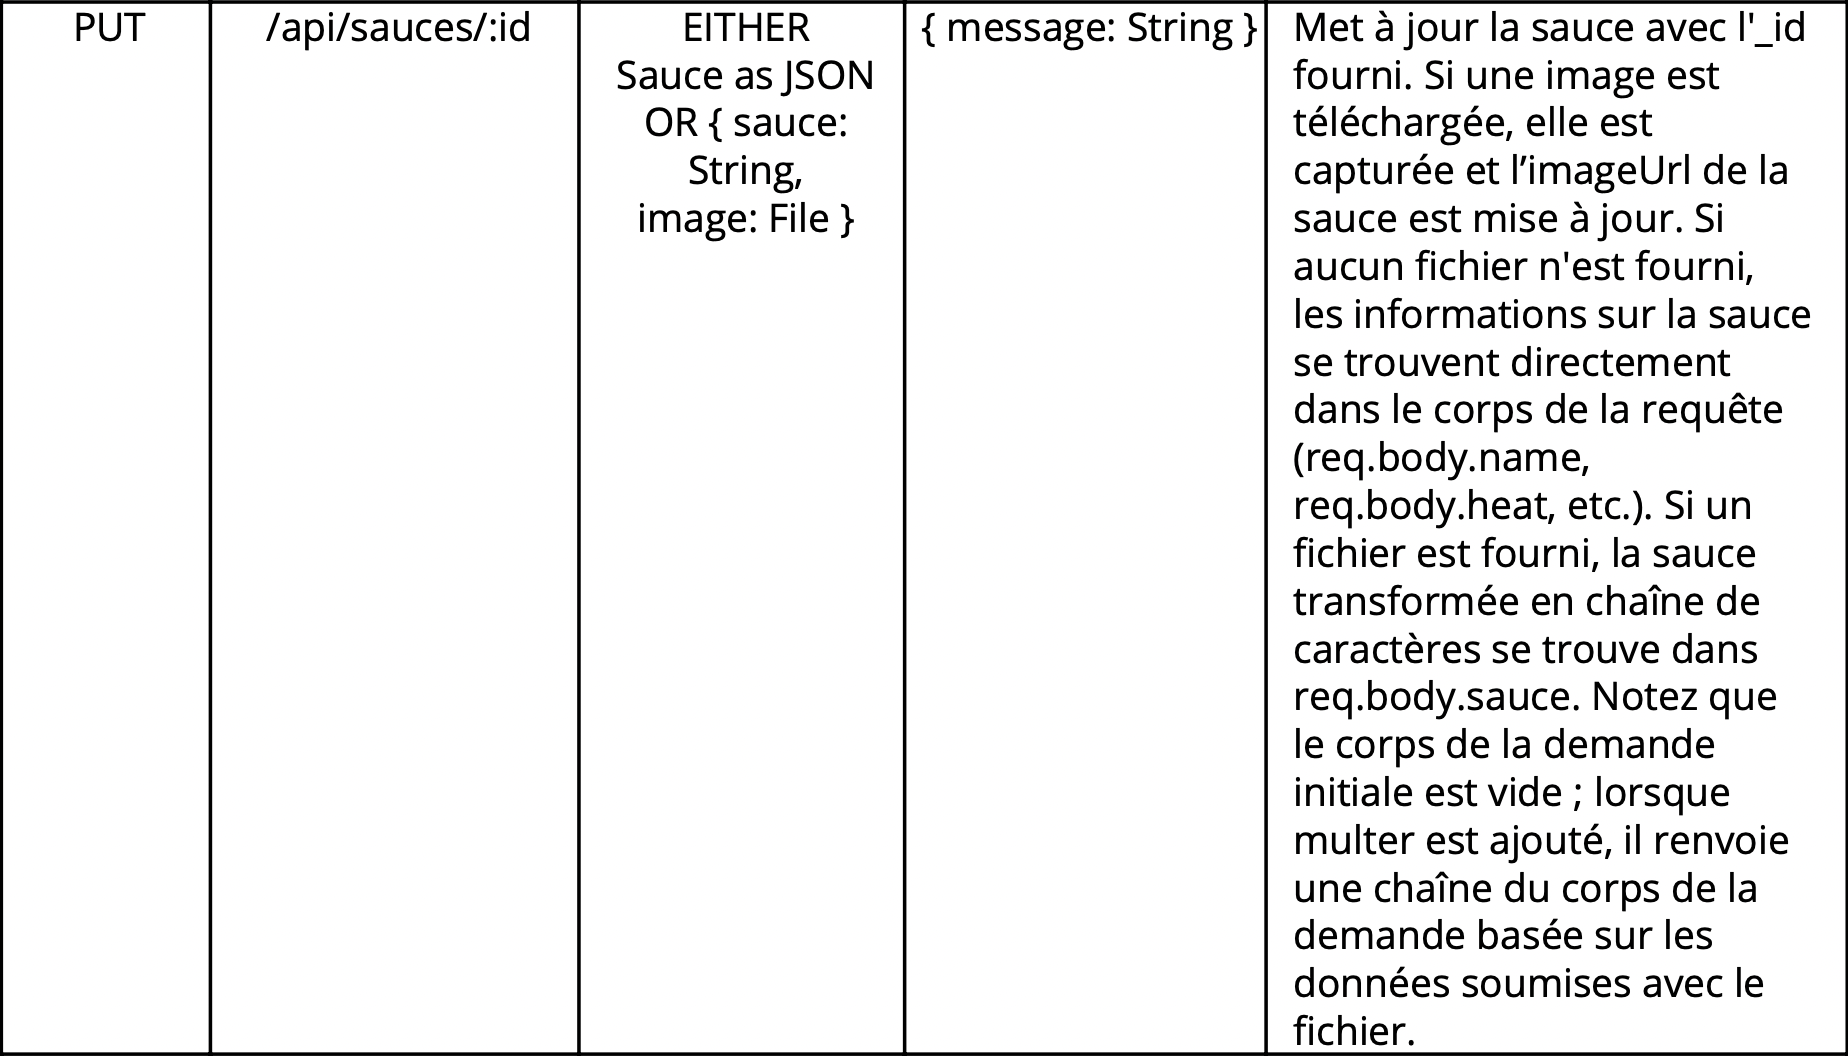 PUT
/api/sauces/:id
EITHER
Sauce as JSON
OR { sauce:
String,
image: File }
{ message: String }
Met à jour la sauce avec l'_id
fourni. Si une image est
téléchargée, elle est
capturée et l’imageUrl de la
sauce est mise à jour. Si
aucun fichier n'est fourni,
les informations sur la sauce
se trouvent directement
dans le corps de la requête
(req.body.name,
req.body.heat, etc.). Si un
fichier est fourni, la sauce
transformée en chaîne de
caractères se trouve dans
req.body.sauce. Notez que
le corps de la demande
initiale est vide ; lorsque
multer est ajouté, il renvoie
une chaîne du corps de la
demande basée sur les
données soumises avec le
fichier.